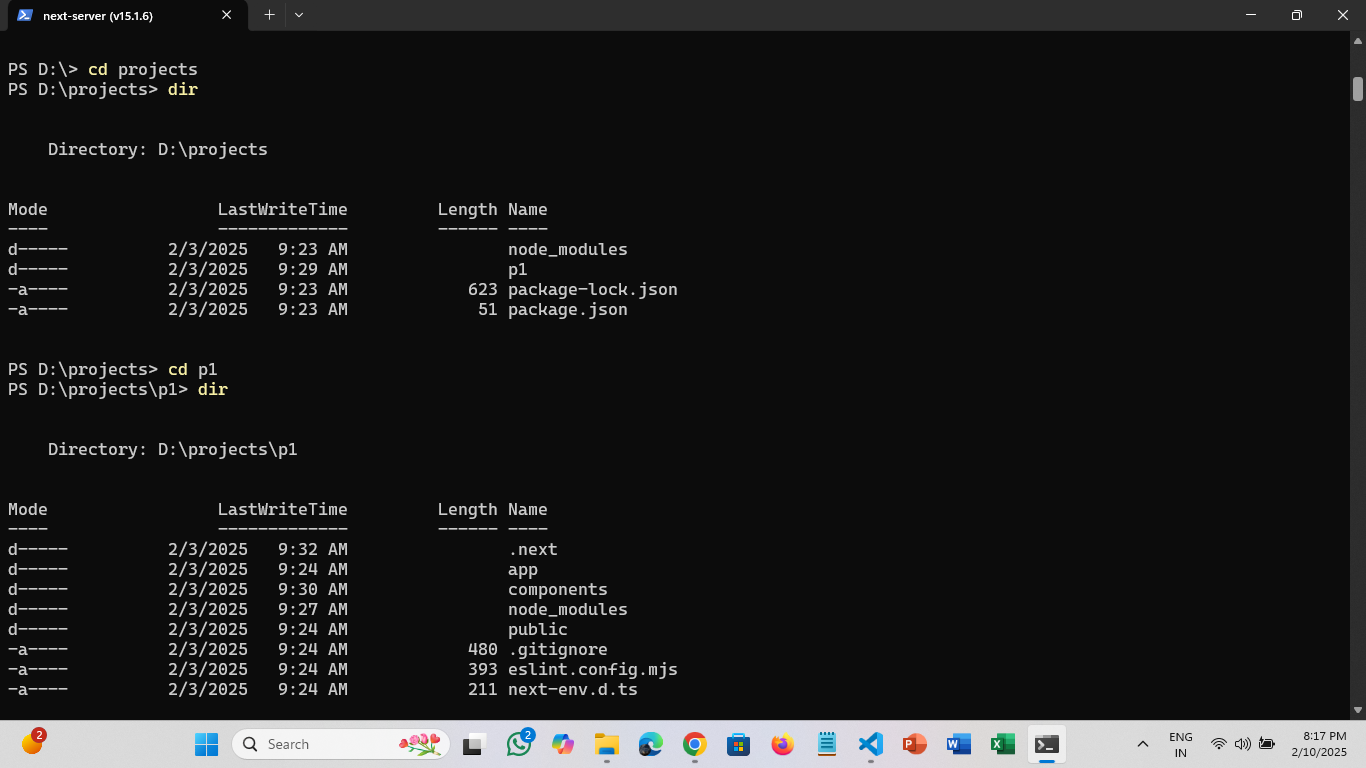 next-server (v15.1.6)
PS D:\> cd projects
PS D:\projects> dir
Directory: D:\projects
Mode LastWriteTime Length Name
---- ------------- ------ ----
d----- 2/3/2025 9:23 AM node_modules
d----- 2/3/2025 9:29 AM p1
-a---- 2/3/2025 9:23 AM 623 package-lock.json
-a---- 2/3/2025 9:23 AM 51 package.json
PS D:\projects> cd p1
PS D:\projects\p1> dir
Directory: D:\projects\p1
Mode LastWriteTime Length Name
---- ------------- ------ ----
d----- 2/3/2025 9:32 AM .next
d----- 2/3/2025 9:24 AM app
d----- 2/3/2025 9:30 AM components
d----- 2/3/2025 9:27 AM node_modules
d----- 2/3/2025 9:24 AM public
-a---- 2/3/2025 9:24 AM 480 .gitignore
-a---- 2/3/2025 9:24 AM 393 eslint.config.mjs
-a---- 2/3/2025 9:24 AM 211 next-env.d.ts
2
Search
2
P
W
X
ENG
IN
8:17 PM
2/10/2025